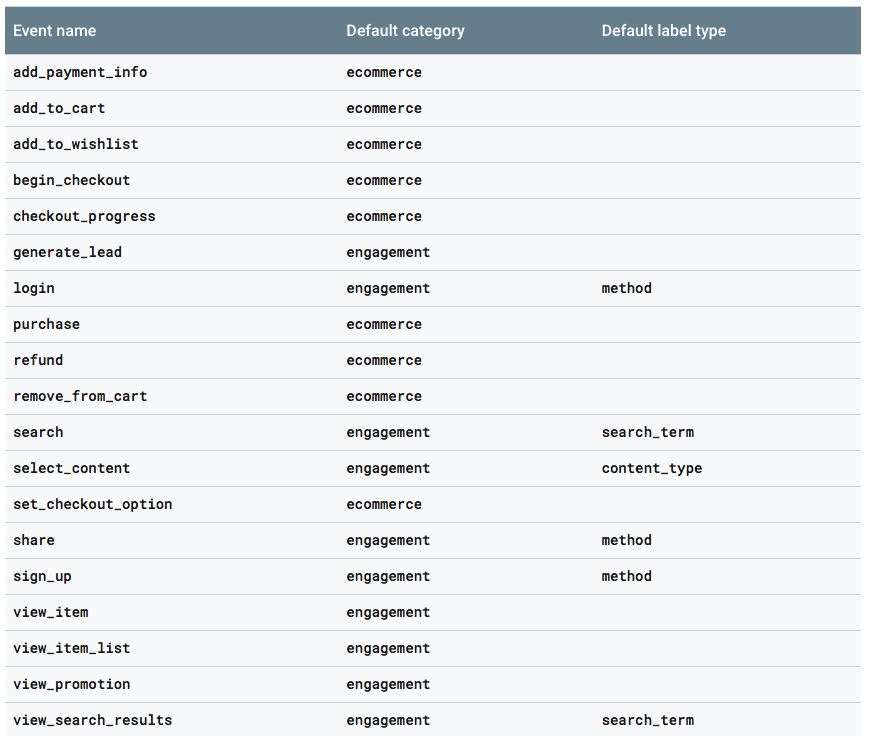 Event name Default category Default label type
add_payment_info ecommerce
add_to_cart ecommerce
add_to_wishlist ecommerce
begin_checkout ecommerce
checkout_progress ecommerce
generate_lead engagement
login engagement method
purchase ecommerce
refund ecommerce
remove_from_cart ecommerce
search engagement search_term
select_content engagement content_type
set_checkout_option ecommerce
share engagement method
sign_up engagement method
view_item engagement
view_item_list engagement
view_promotion engagement
view_search_results engagement search_term